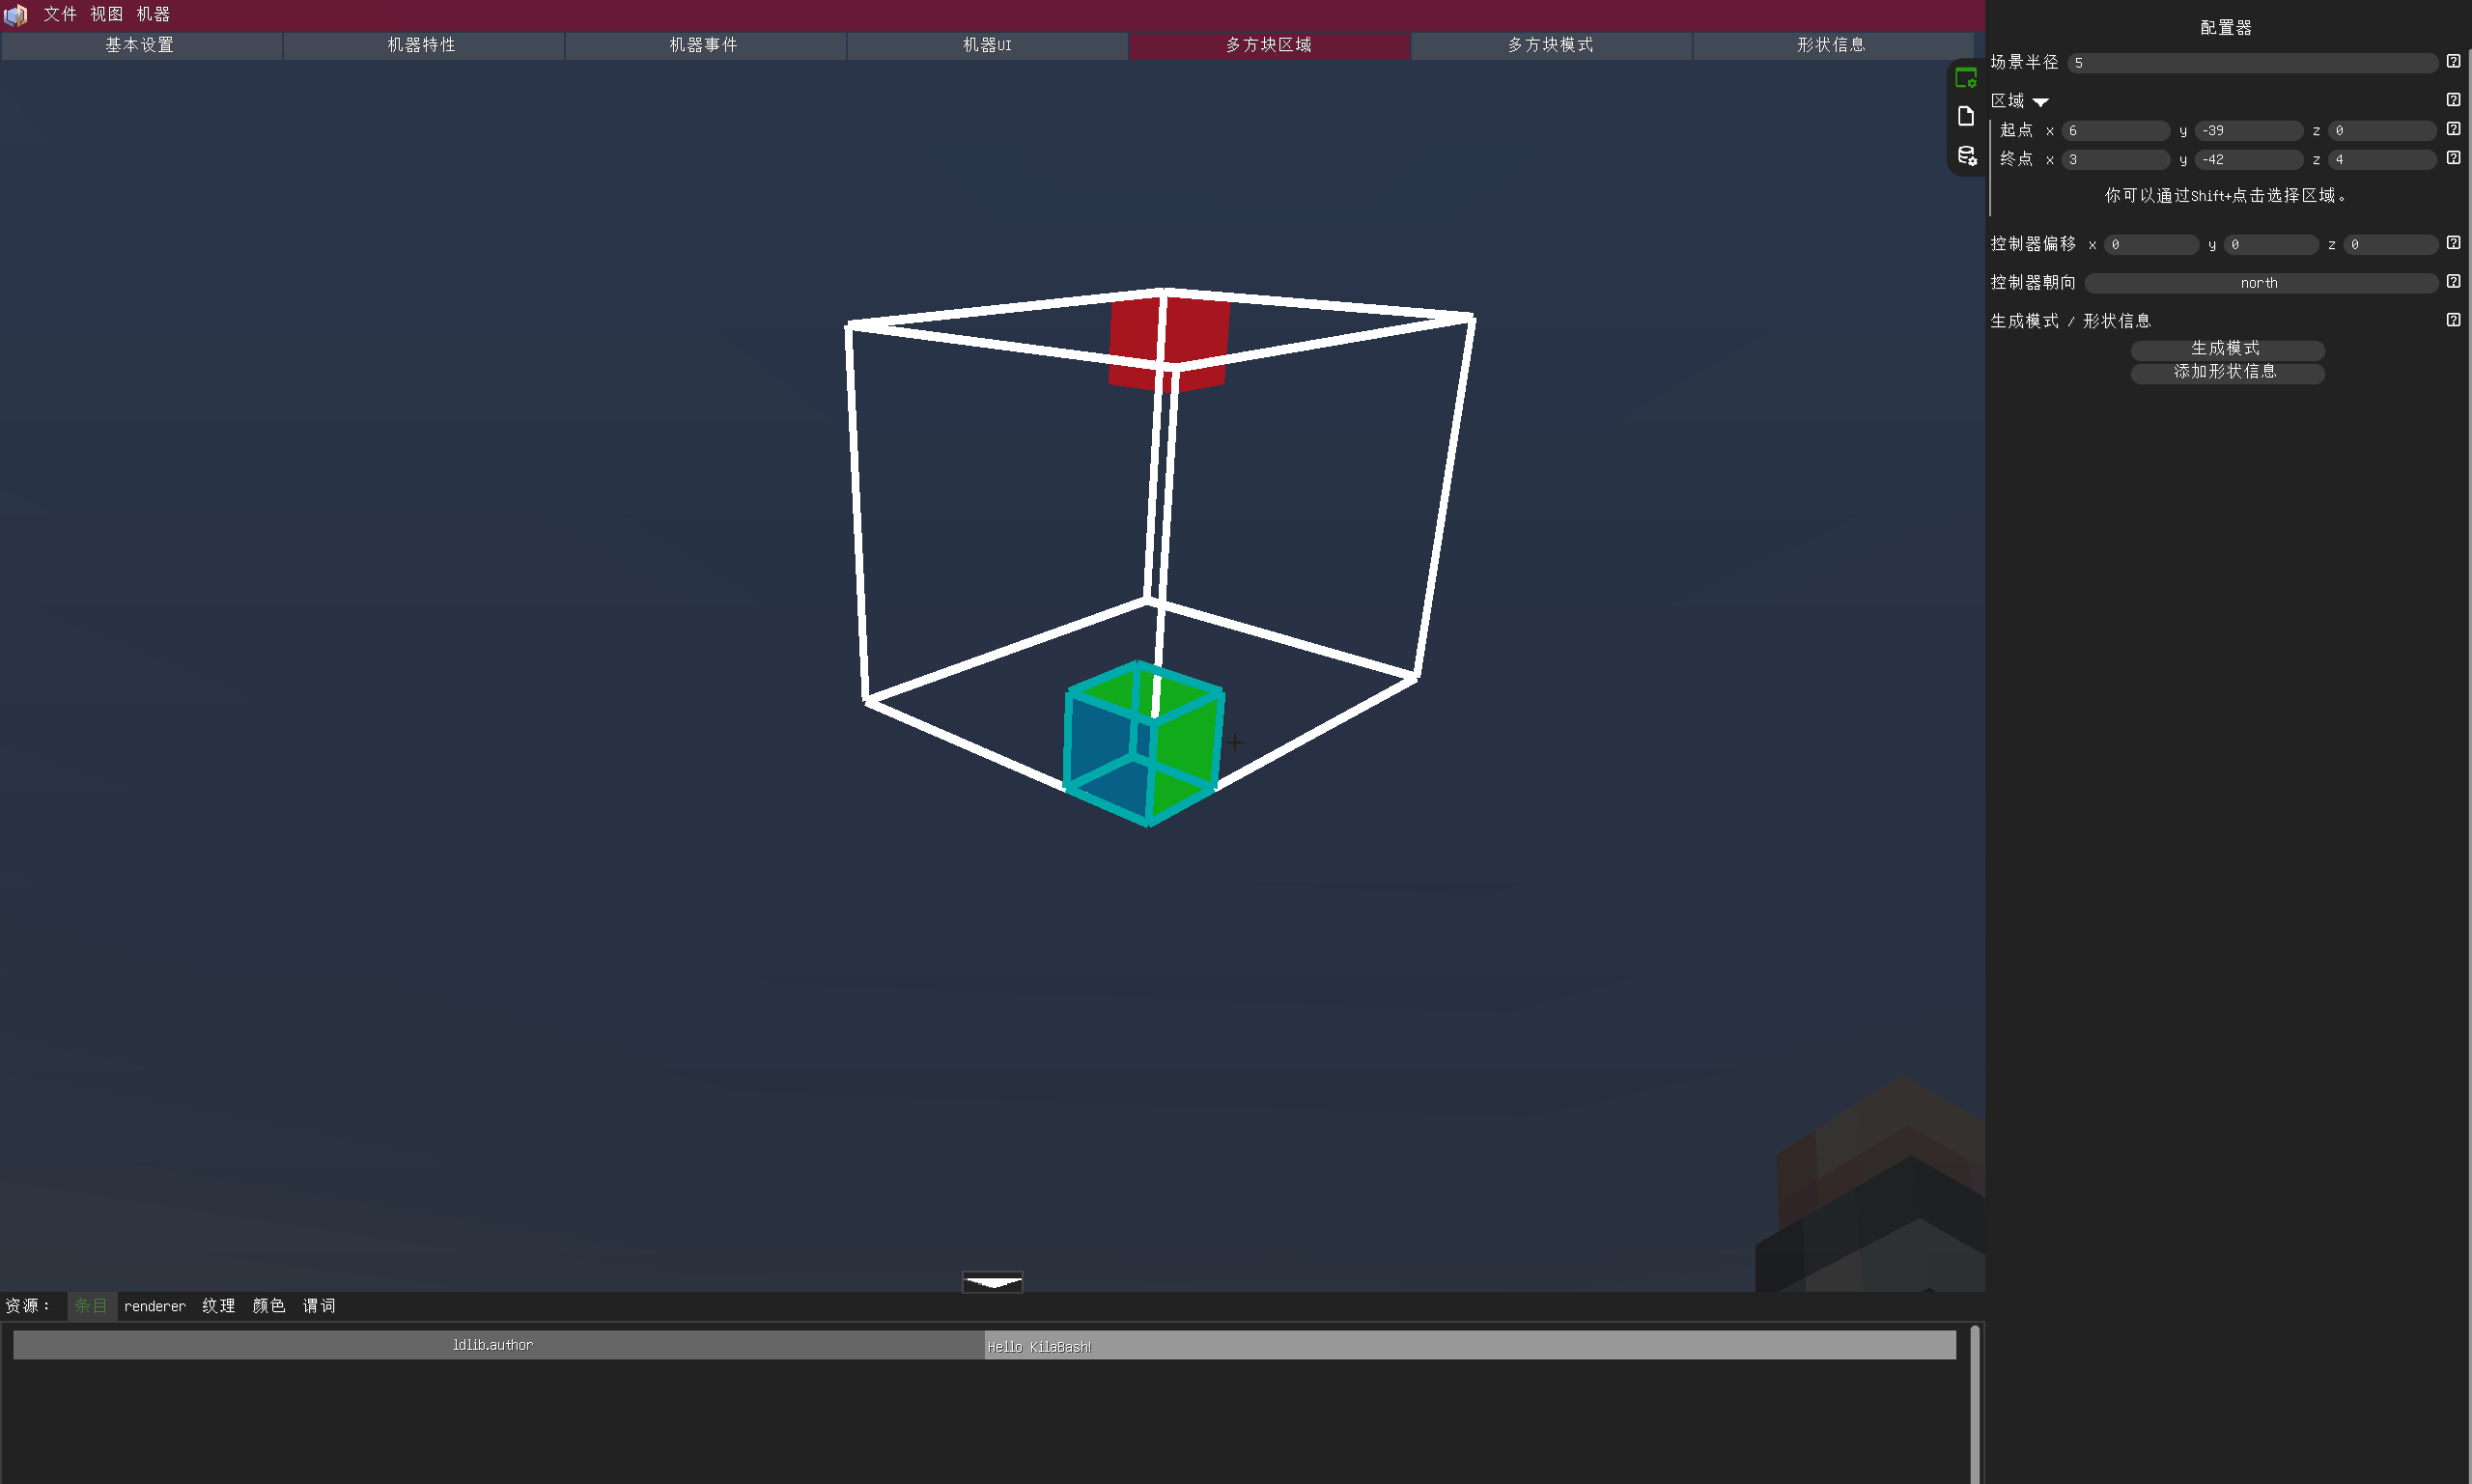 文件 视图 机器
基本设置 机器特性 机器事件 机器UI 多方块区域 多方块模式 形状信息
配置器
场景半径 5
区域
起点 x 6 y -39 z 0
终点 x 3 y -42 z 4
你可以通过Shift+点击选择区域。
控制器偏移 x 0 y 0 z 0
控制器朝向 north
生成模式 / 形状信息
生成模式
添加形状信息
资源： 条目 renderer 纹理 颜色 谓词
ldlib.author Hello KilaBash!